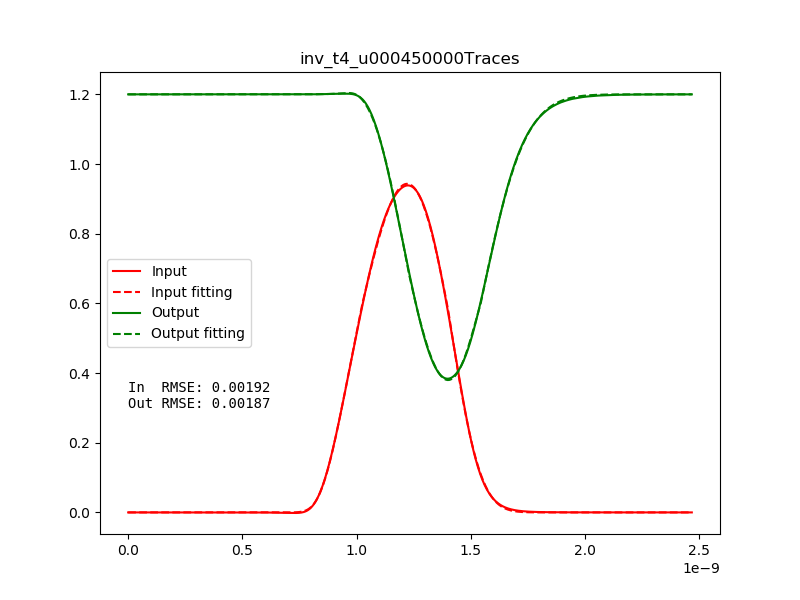 inv_t4_u000450000Traces
1.2
1.0
0.8
0.6
0.4
0.2
0.0
Input
Input fitting
Output
Output fitting
In  RMSE: 0.00192
Out RMSE: 0.00187
0.0
0.5
1.0
1.5
2.0
2.5
1e−9